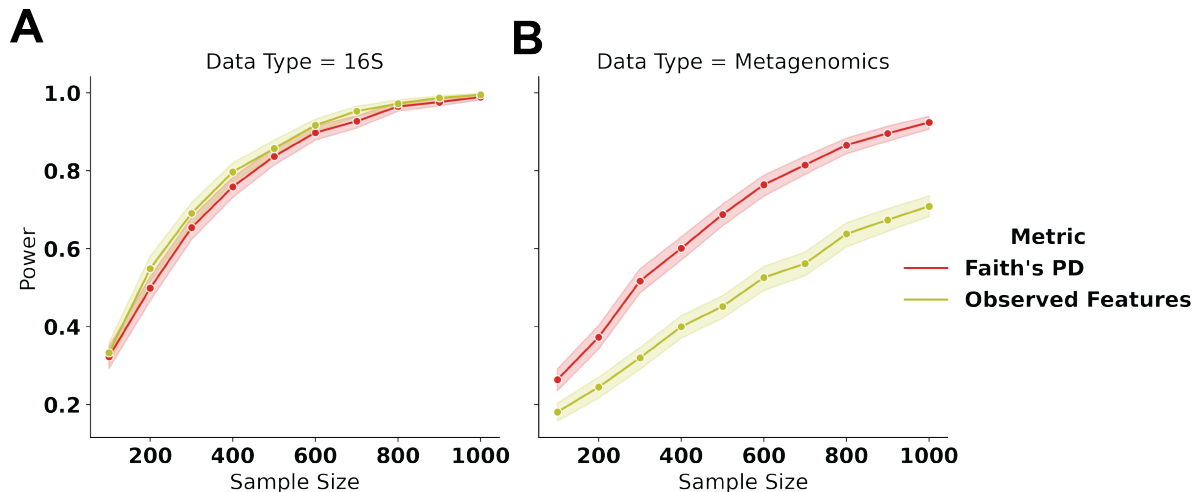 A
B
Data Type = 16S
Data Type = Metagenomics
1.0
0.8
0.6
0.4
0.2
Power
200
400
600
800
1000
Sample Size
200
400
600
800
1000
Sample Size
Metric
Faith's PD
Observed Features